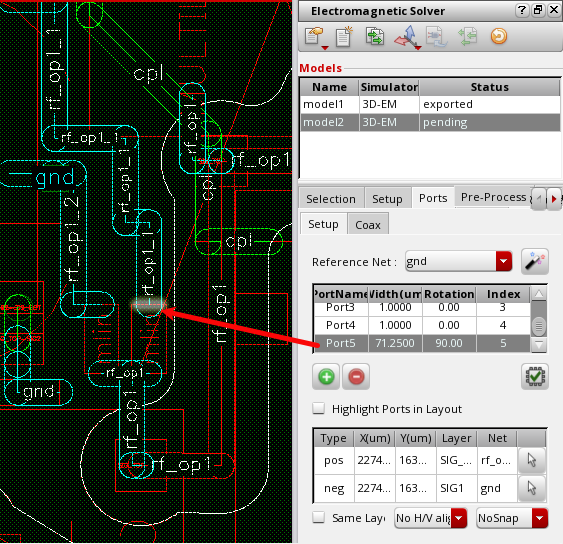 rf_op1_1
cpl
rf_op1_1
rf_op1
rf_op1
gnd
rf_op1_1
cpl
rf_op1_2
rf_op1_1
cpl
rf_op1
rf_op1
gnd
rf_op1
rf_op1
Electromagnetic Solver
Models
Name Simulator Status
model1 3D-EM exported
model2 3D-EM pending
Selection Setup Ports Pre-Process
Setup Coax
Reference Net : gnd
PortName Width(um Rotation Index
Port3 1.0000 0.00 3
Port4 1.0000 0.00 4
Port5 71.2500 90.00 5
Highlight Ports in Layout
Type X(um) Y(um) Layer Net
pos 2274... 163... SIG_... rf_o...
neg 2274... 163... SIG1 gnd
Same Laye No H/V alig NoSnap